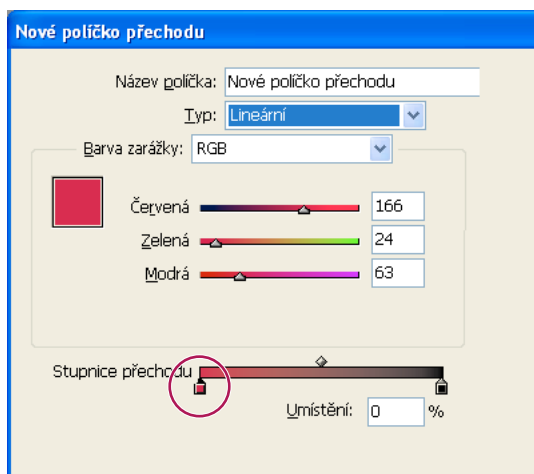 Nové políčko přechodu
Název políčka: Nové políčko přechodu
Typ: Lineární
Barva zarážky: RGB
Červená 166
Zelená 24
Modrá 63
Stupnice přechodu
Umístění: 0 %